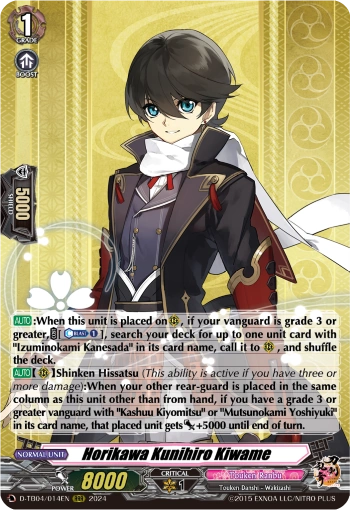 1
GRADE
BOOST
5000
SHIELD
AUTO:When this unit is placed on , if your vanguard is grade 3 or
greater, [BLAST 1], search your deck for up to one unit card with
"Izuminokami Kanesada" in its card name, call it to , and shuffle
the deck.
AUTO[ ]Shinken Hissatsu (This ability is active if you have three or
more damage):When your other rear-guard is placed in the same
column as this unit other than from hand, if you have a grade 3 or
greater vanguard with "Kashuu Kiyomitsu" or "Mutsunokami Yoshiyuki"
in its card name, that placed unit gets +5000 until end of turn.
NORMAL UNIT
Horikawa Kunihiro Kiwame
D-TB04/014EN RRR 2024
POWER
8000
CRITICAL
1
Touken Ranbu
Touken Danshi - Wakizashi
©2015 EXNOA LLC/NITRO PLUS